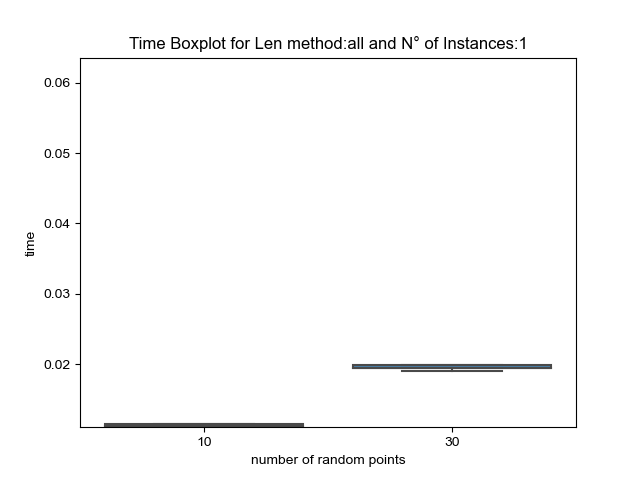 Time Boxplot for Len method:all and N° of Instances:1
0.06
0.05
0.04
0.03
0.02
time
10 30
number of random points